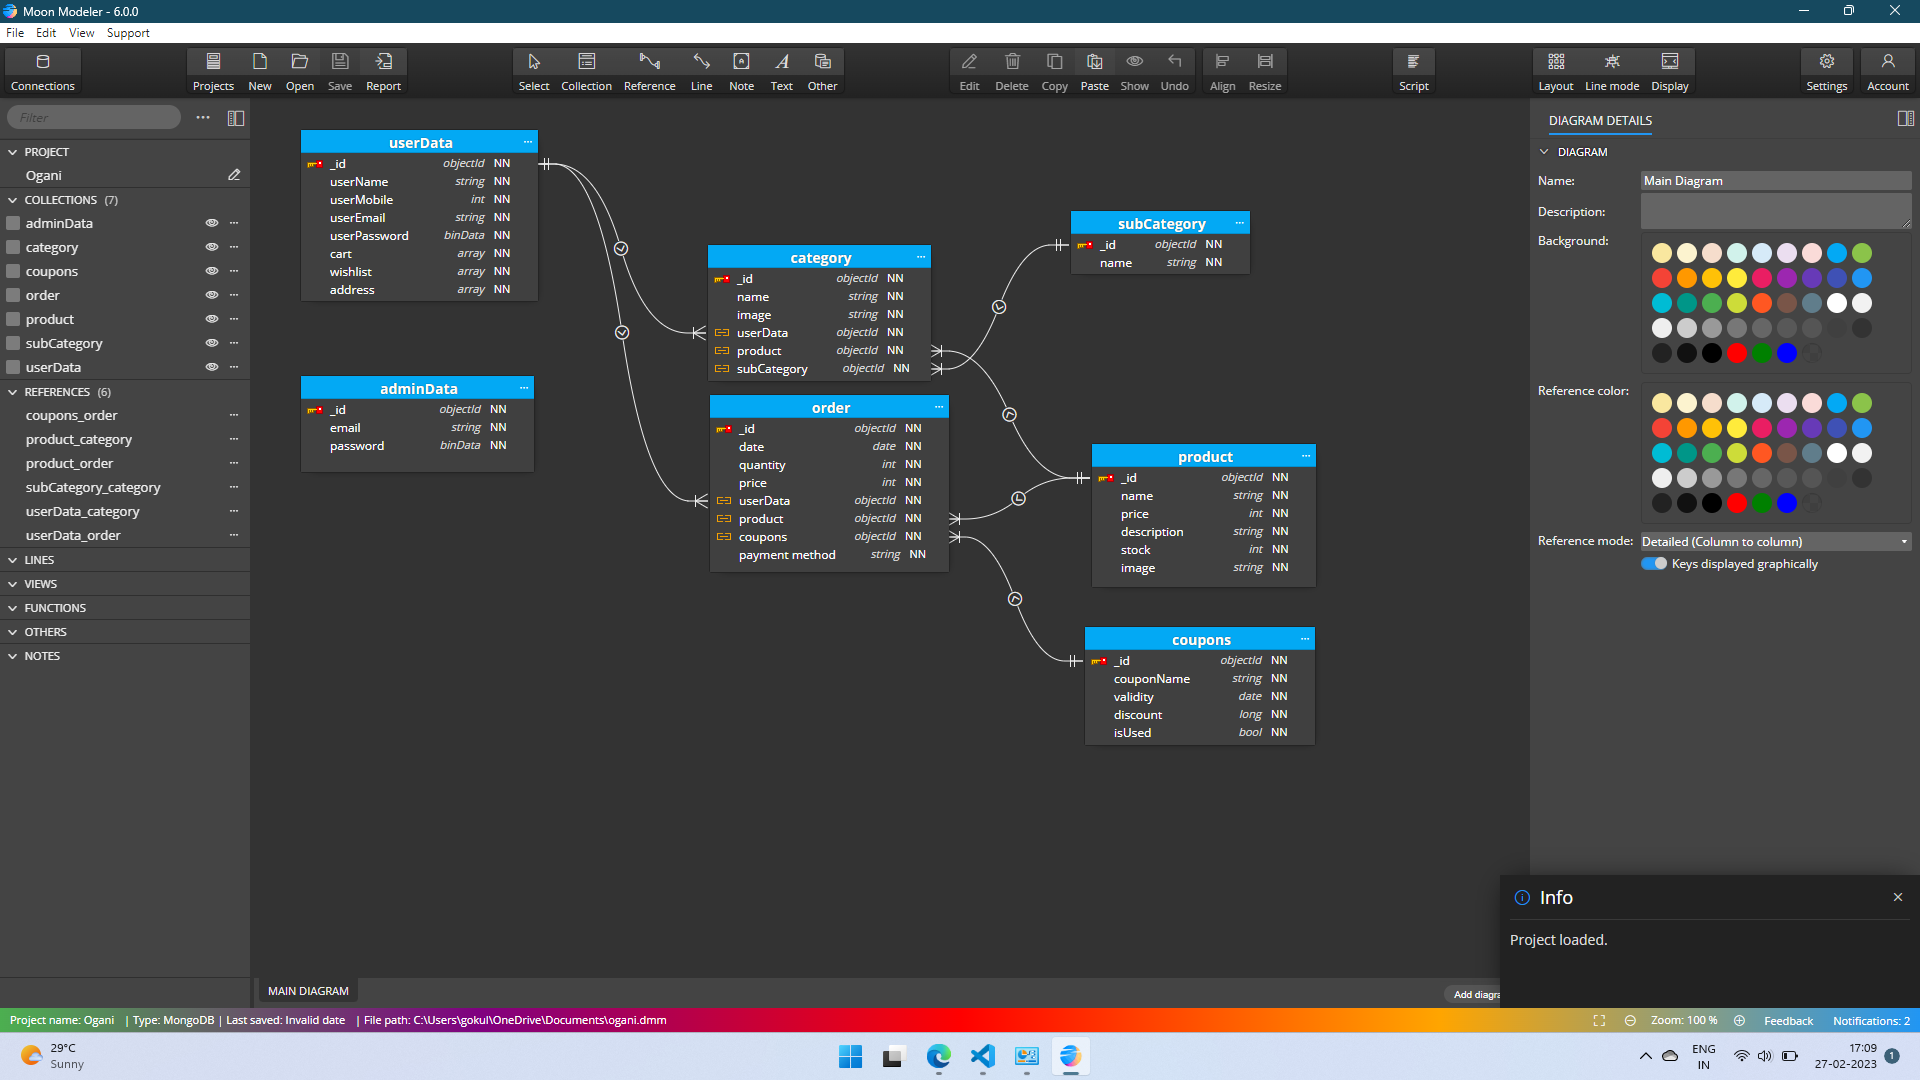 Moon Modeler - 6.0.0
File Edit View Support
Connections Projects New Open Save Report Select Collection Reference Line Note Text Other Edit Delete Copy Paste Show Undo Align Resize Script Layout Line mode Display Settings Account
Filter
PROJECT
Ogani
COLLECTIONS (7)
adminData
category
coupons
order
product
subCategory
userData
REFERENCES (6)
coupons_order
product_category
product_order
subCategory_category
userData_category
userData_order
LINES
VIEWS
FUNCTIONS
OTHERS
NOTES
userData
_id objectId NN
userName string NN
userMobile int NN
userEmail string NN
userPassword binData NN
cart array NN
wishlist array NN
address array NN
adminData
_id objectId NN
email string NN
password binData NN
category
_id objectId NN
name string NN
image string NN
userData objectId NN
product objectId NN
subCategory objectId NN
order
_id objectId NN
date date NN
quantity int NN
price int NN
userData objectId NN
product objectId NN
coupons objectId NN
payment method string NN
subCategory
_id objectId NN
name string NN
product
_id objectId NN
name string NN
price int NN
description string NN
stock int NN
image string NN
coupons
_id objectId NN
couponName string NN
validity date NN
discount long NN
isUsed bool NN
DIAGRAM DETAILS
DIAGRAM
Name: Main Diagram
Description:
Background:
Reference color:
Reference mode: Detailed (Column to column)
Keys displayed graphically
Info
Project loaded.
MAIN DIAGRAM
Add diagra
Project name: Ogani | Type: MongoDB | Last saved: Invalid date | File path: C:\Users\gokul\OneDrive\Documents\ogani.dmm
Zoom: 100 % Feedback Notifications: 2
29°C
Sunny
ENG
IN
17:09
27-02-2023
1